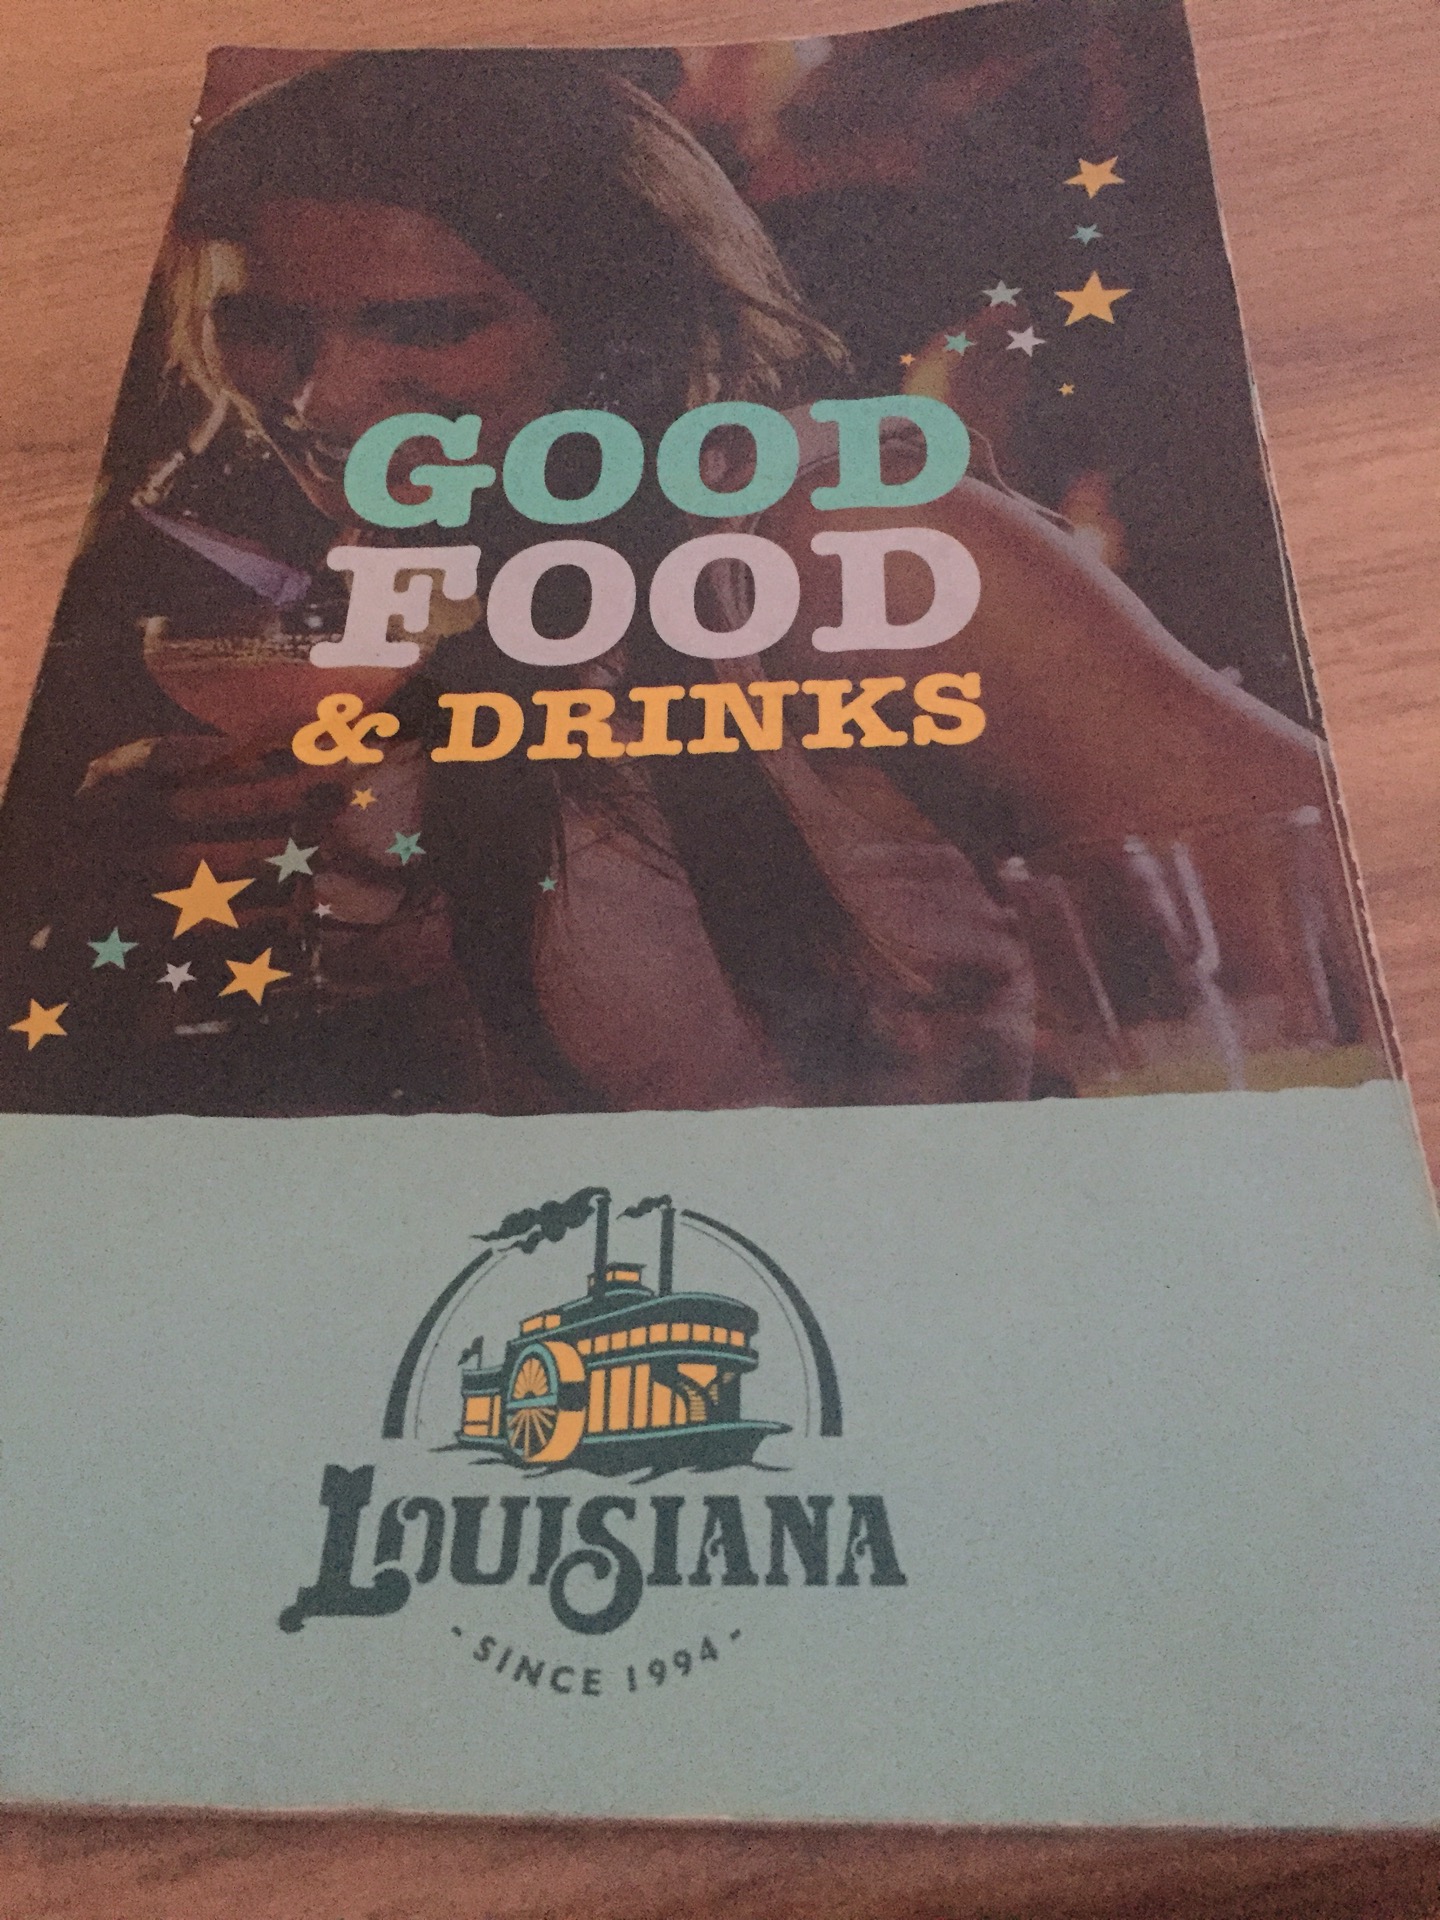 GOOD
FOOD
& DRINKS
LOUISIANA
- SINCE 1994 -